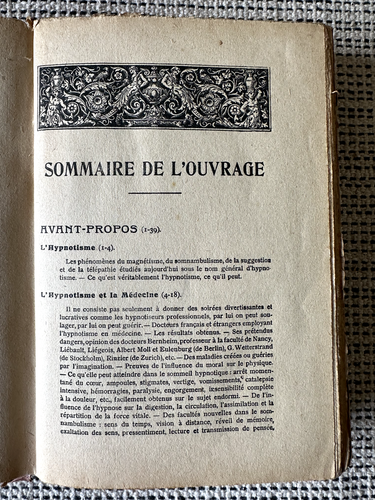 SOMMAIRE DE L'OUVRAGE
AVANT-PROPOS (1-39).
L'Hypnotisme (1-4).
Les phénomènes du magnétisme, du somnambulisme, de la suggestion
et de la télépathie étudiés aujourd'hui sous le nom général d'hypno-
tisme. — Ce qu'est véritablement l'hypnotisme, ce qu'il peut.
L'Hypnotisme et la Médecine (4-18).
Il ne consiste pas seulement à donner des soirées divertissantes et
lucratives comme les hypnotiseurs professionnels, par lui on peut sou-
lager, par lui on peut guérir. — Docteurs français et étrangers employant
l'hypnotisme en médecine. — Les résultats obtenus. — Ses prétendus
dangers, opinion des docteurs Bernheim, professeur à la faculté de Nancy,
Liébault, Liégeois, Albert Moll et Eulenburg (de Berlin), G. Wetterstrand
(de Stockholm), Rinzier (de Zurich), etc. — Des maladies créées ou guéries
par l'imagination. — Preuves de l'influence du moral sur le physique.
— Ce qu'elle peut atteindre dans le sommeil hypnotique : arrêt momen-
tané du cœur, ampoules, stigmates, vertige, vomissements, catalepsie
intensive, hémorragies, paralysie, engorgement, insensibilité complète
à la douleur, etc., facilement obtenus sur le sujet endormi. — De l'in-
fluence de l'hypnose sur la digestion, la circulation, l'assimilation et la
répartition de la force vitale. — Des facultés nouvelles dans le som-
nambulisme : sens du temps, vision à distance, réveil de mémoire,
exaltation des sens, pressentiment, lecture et transmission de pensée,